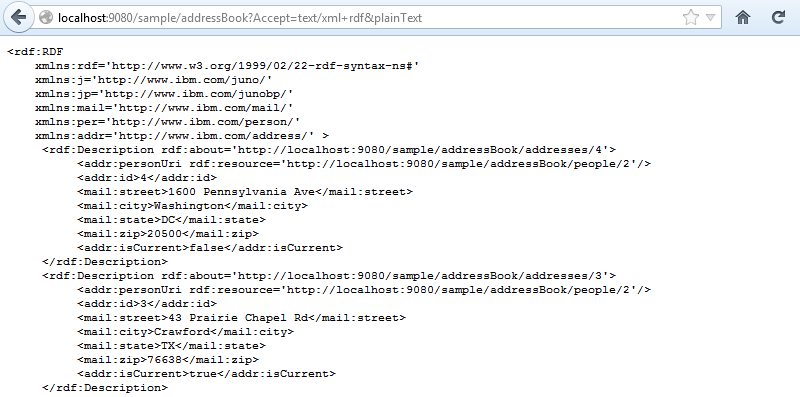 localhost:9080/sample/addressBook?Accept=text/xml+rdf&plainText
<rdf:RDF
xmlns:rdf='http://www.w3.org/1999/02/22-rdf-syntax-ns#'
xmlns:j='http://www.ibm.com/juno/'
xmlns:jp='http://www.ibm.com/junobp/'
xmlns:mail='http://www.ibm.com/mail/'
xmlns:per='http://www.ibm.com/person/'
xmlns:addr='http://www.ibm.com/address/' >
<rdf:Description rdf:about='http://localhost:9080/sample/addressBook/addresses/4'>
<addr:personUri rdf:resource='http://localhost:9080/sample/addressBook/people/2'/>
<addr:id>4</addr:id>
<mail:street>1600 Pennsylvania Ave</mail:street>
<mail:city>Washington</mail:city>
<mail:state>DC</mail:state>
<mail:zip>20500</mail:zip>
<addr:isCurrent>false</addr:isCurrent>
</rdf:Description>
<rdf:Description rdf:about='http://localhost:9080/sample/addressBook/addresses/3'>
<addr:personUri rdf:resource='http://localhost:9080/sample/addressBook/people/2'/>
<addr:id>3</addr:id>
<mail:street>43 Prairie Chapel Rd</mail:street>
<mail:city>Crawford</mail:city>
<mail:state>TX</mail:state>
<mail:zip>76638</mail:zip>
<addr:isCurrent>true</addr:isCurrent>
</rdf:Description>